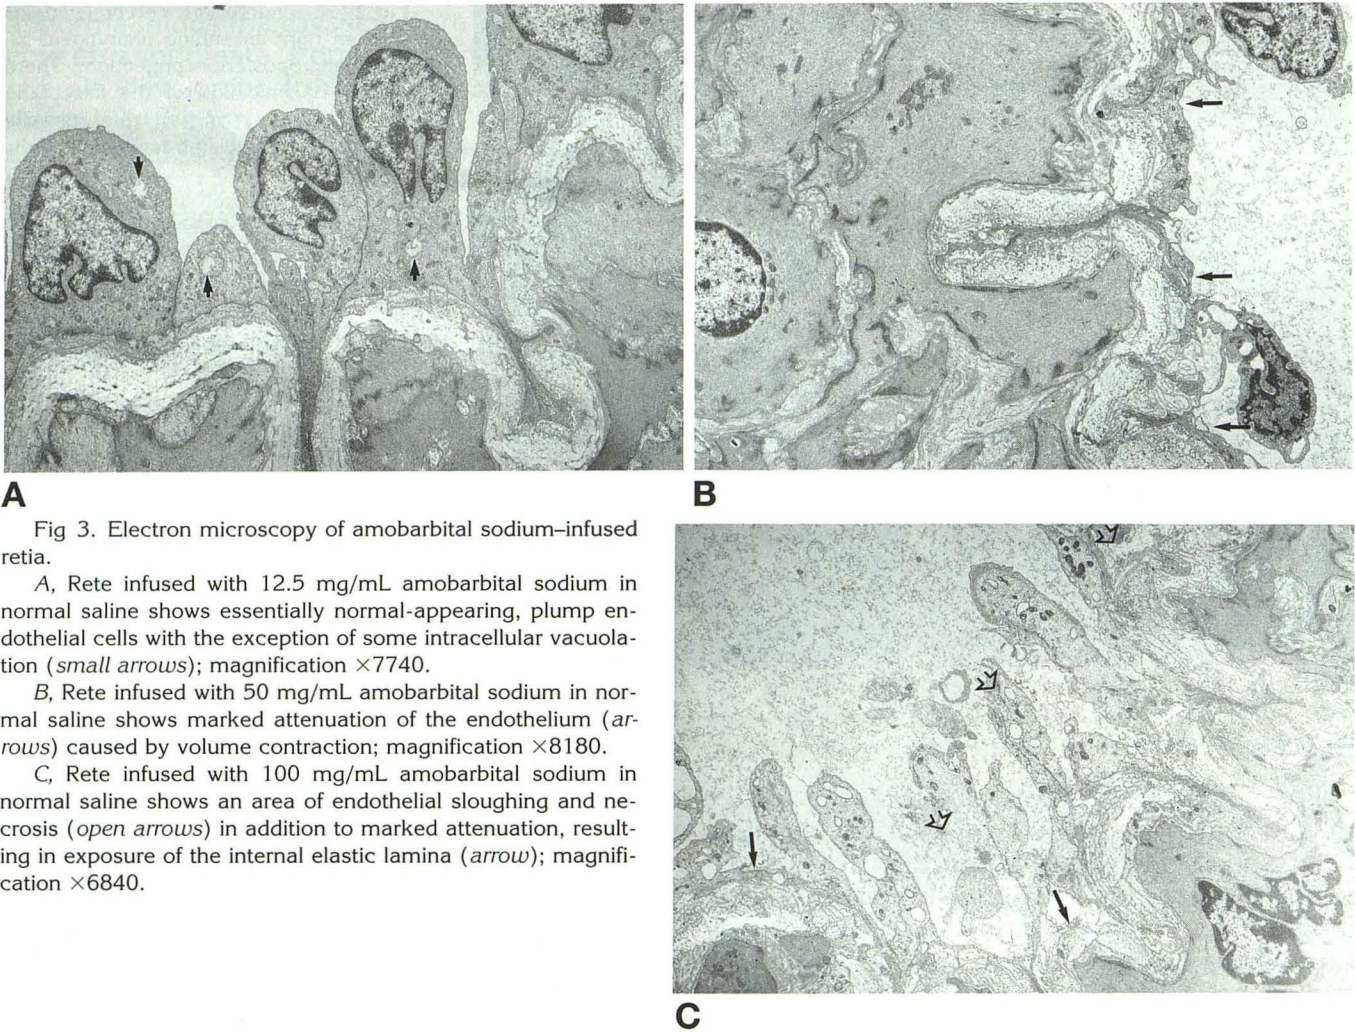 A
B
Fig 3. Electron microscopy of amobarbital sodium–infused
retia.
A, Rete infused with 12.5 mg/mL amobarbital sodium in
normal saline shows essentially normal-appearing, plump en-
dothelial cells with the exception of some intracellular vacuola-
tion (small arrows); magnification ×7740.
B, Rete infused with 50 mg/mL amobarbital sodium in nor-
mal saline shows marked attenuation of the endothelium (ar-
rows) caused by volume contraction; magnification ×8180.
C, Rete infused with 100 mg/mL amobarbital sodium in
normal saline shows an area of endothelial sloughing and ne-
crosis (open arrows) in addition to marked attenuation, result-
ing in exposure of the internal elastic lamina (arrow); magnifi-
cation ×6840.
C